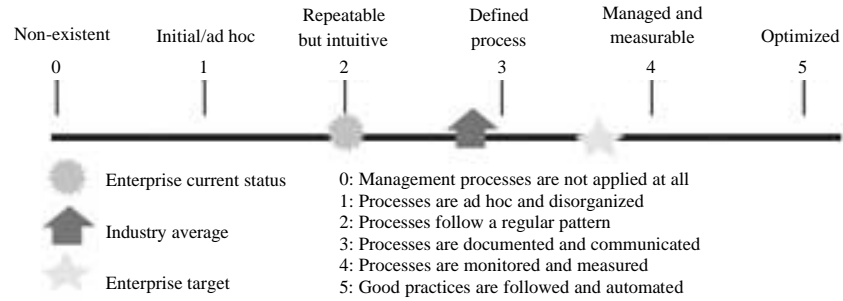 Non-existent
0
Initial/ad hoc
1
Repeatable
but intuitive
2
Defined
process
3
Managed and
measurable
4
Optimized
5
Enterprise current status
Industry average
Enterprise target
0: Management processes are not applied at all
1: Processes are ad hoc and disorganized
2: Processes follow a regular pattern
3: Processes are documented and communicated
4: Processes are monitored and measured
5: Good practices are followed and automated